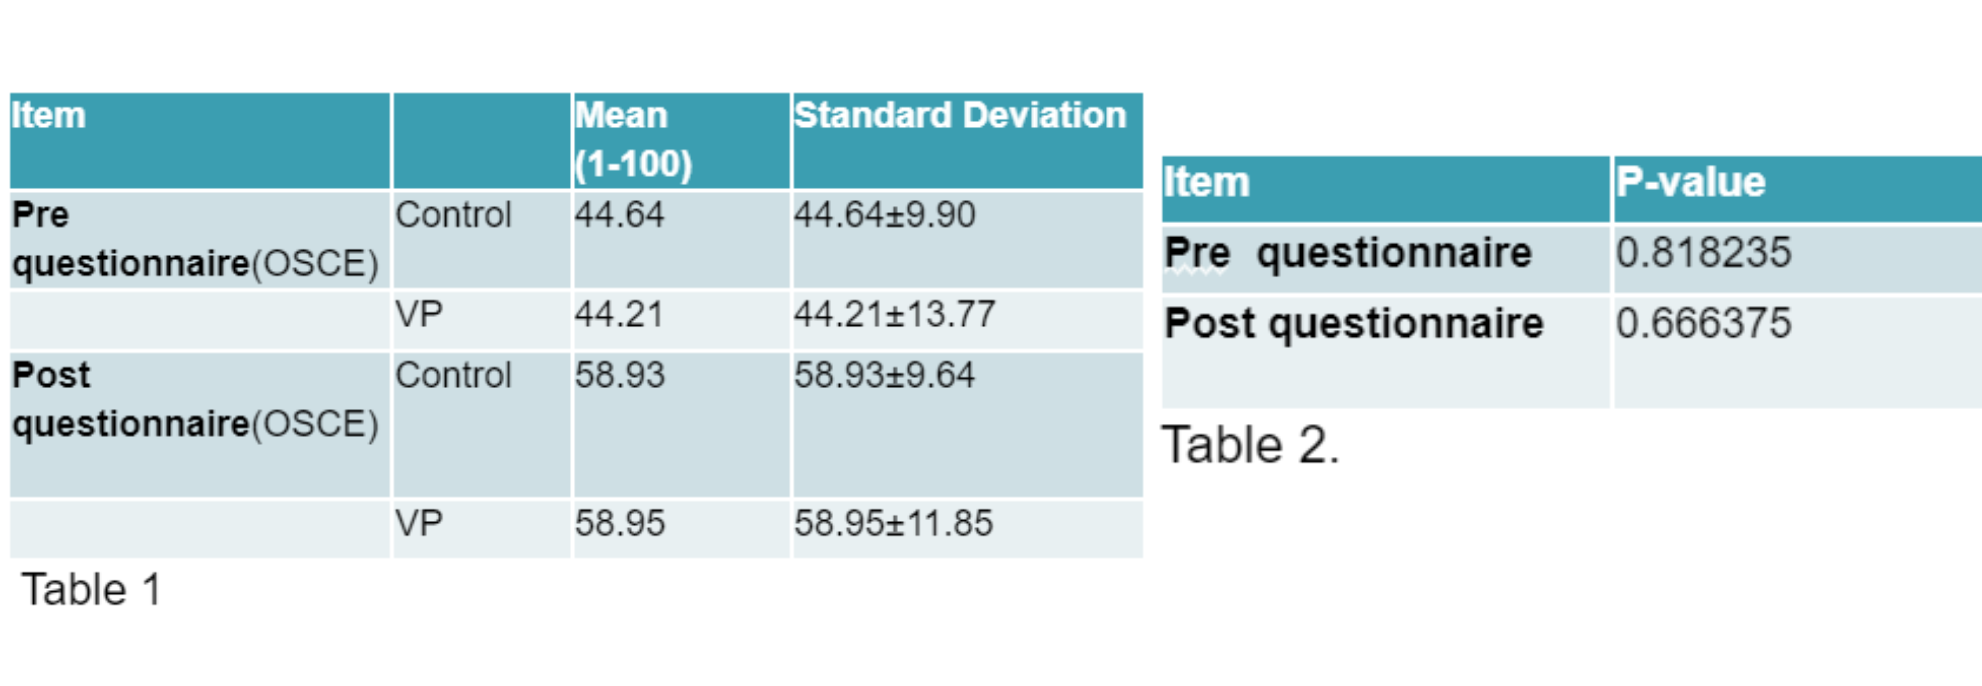 Item Mean Standard Deviation
(1-100)
Pre Control 44.64 44.64±9.90
questionnaire(OSCE)
VP 44.21 44.21±13.77
Post Control 58.93 58.93±9.64
questionnaire(OSCE)
VP 58.95 58.95±11.85
Table 1
Item P-value
Pre questionnaire 0.818235
Post questionnaire 0.666375
Table 2.